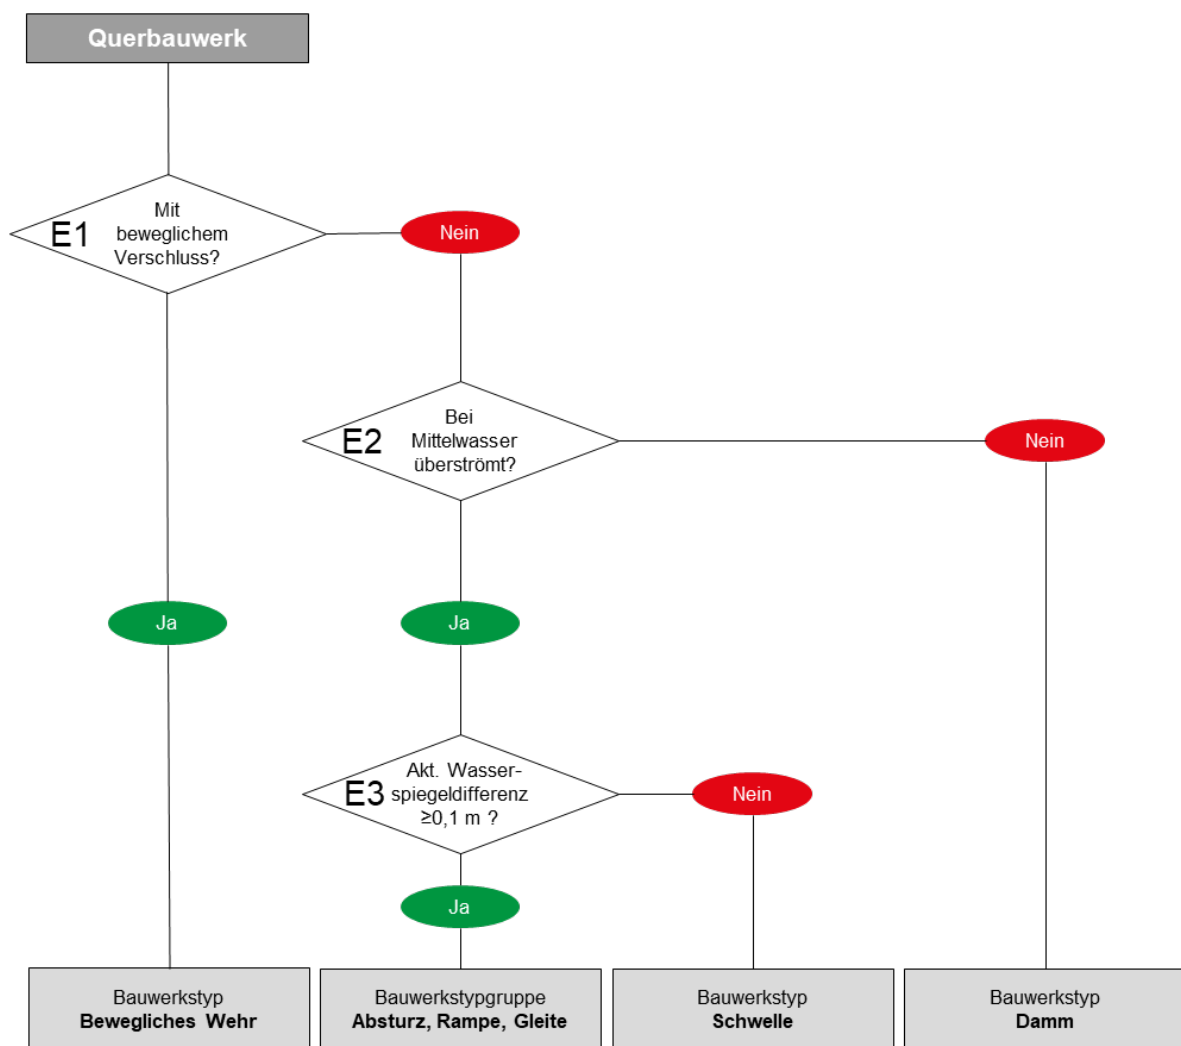 Querbauwerk
E1
Mit
beweglichem
Verschluss?
Nein
E2
Bei
Mittelwasser
überströmt?
Nein
Ja
Ja
E3
Akt. Wasser-
spiegeldifferenz
≥0,1 m ?
Nein
Ja
Bauwerkstyp
Bewegliches Wehr
Bauwerkstypgruppe
Absturz, Rampe, Gleite
Bauwerkstyp
Schwelle
Bauwerkstyp
Damm